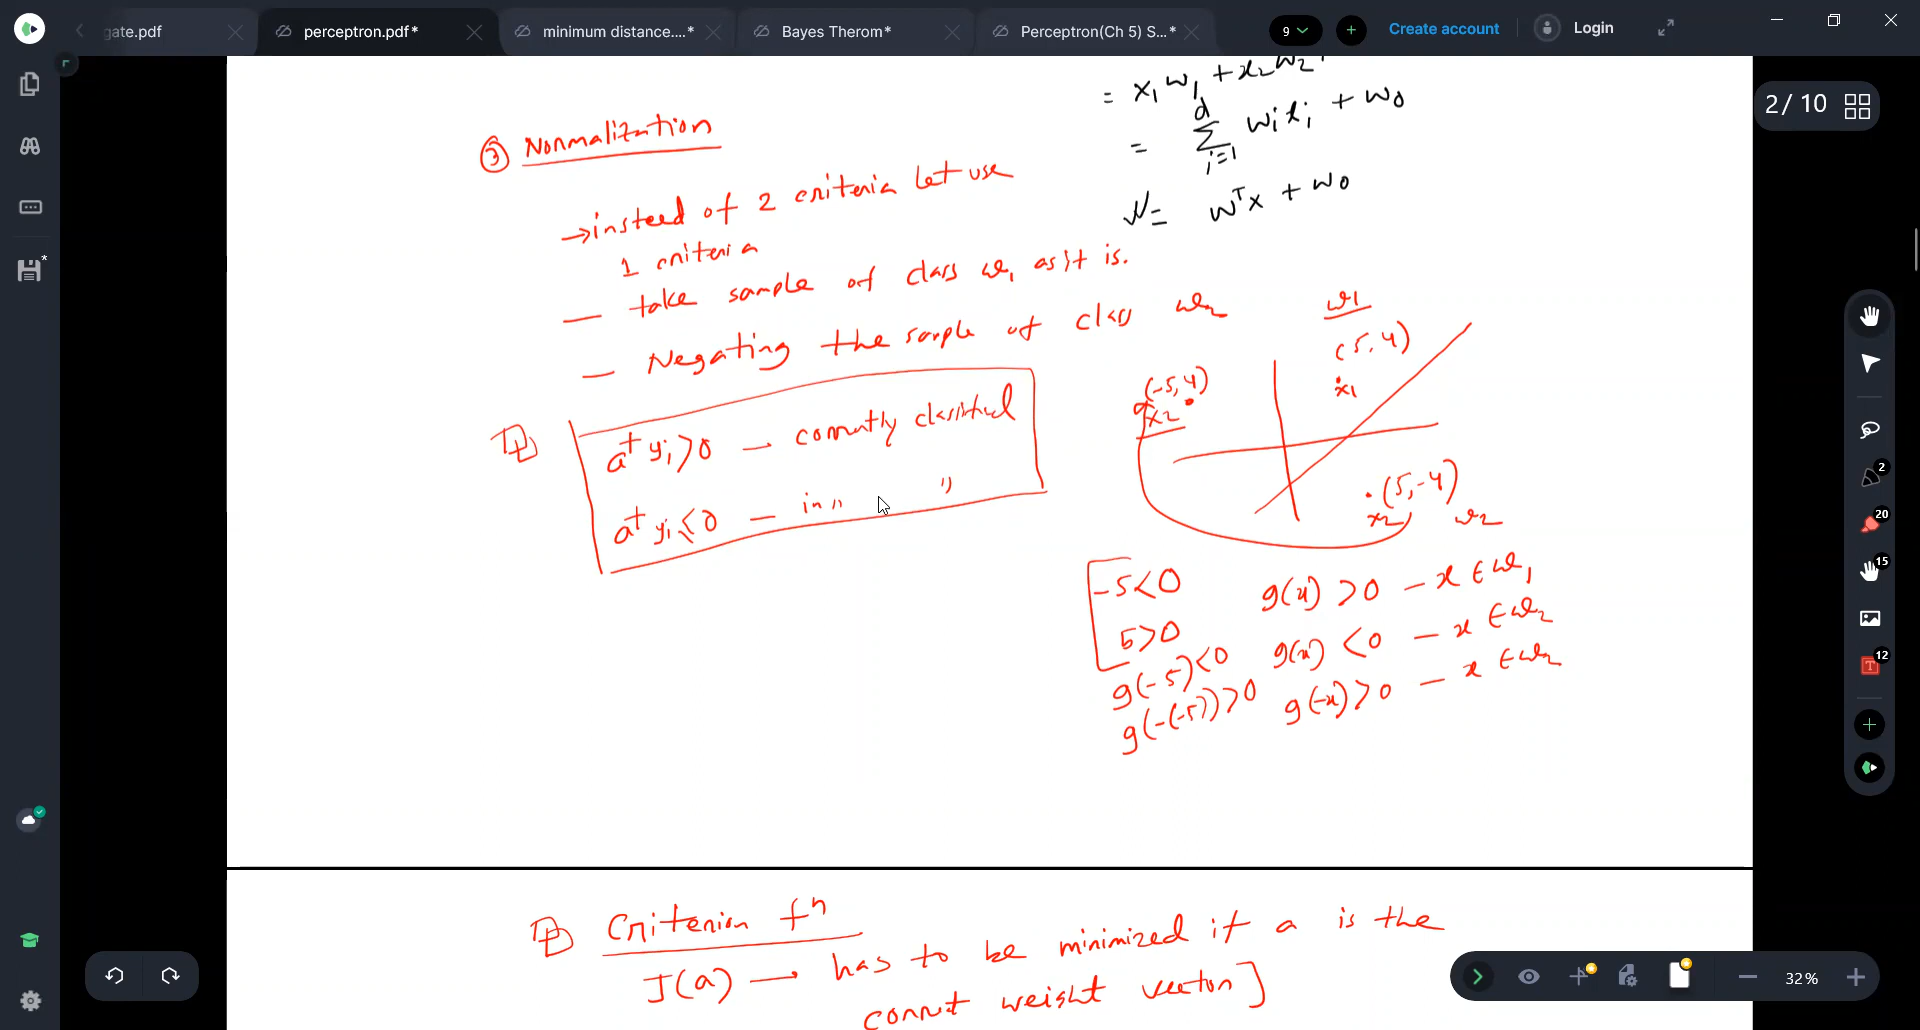 gate.pdf
perceptron.pdf*
minimum distance....*
Bayes Therom*
Perceptron(Ch 5) S...*
9
Create account
Login
2 / 10
= x₁w₁ + x₂w₂
= Σ wᵢxᵢ + w₀
d
i=1
= wᵀx + w₀
③ Normalization
→ instead of 2 criteria let use
1 criteria
— take sample of class ω₁ as it is.
— Negating the sample of class ω₂
aᵗyᵢ > 0 — correctly classified
aᵗyᵢ ≤ 0 — in " "
ω1
(5, 4)
x₁
(-5, 4)
x2
(5, -4)
x2
ω2
-5 < 0
5 > 0
g(-5) < 0
g(-(-5)) > 0
g(x) > 0 — x ∈ ω₁
g(x) < 0 — x ∈ ω₂
g(-x) > 0 — x ∈ ω₂
Criterion fⁿ
J(a) → has to be minimized if a is the
correct weight vector]
2
20
15
T
12
32%